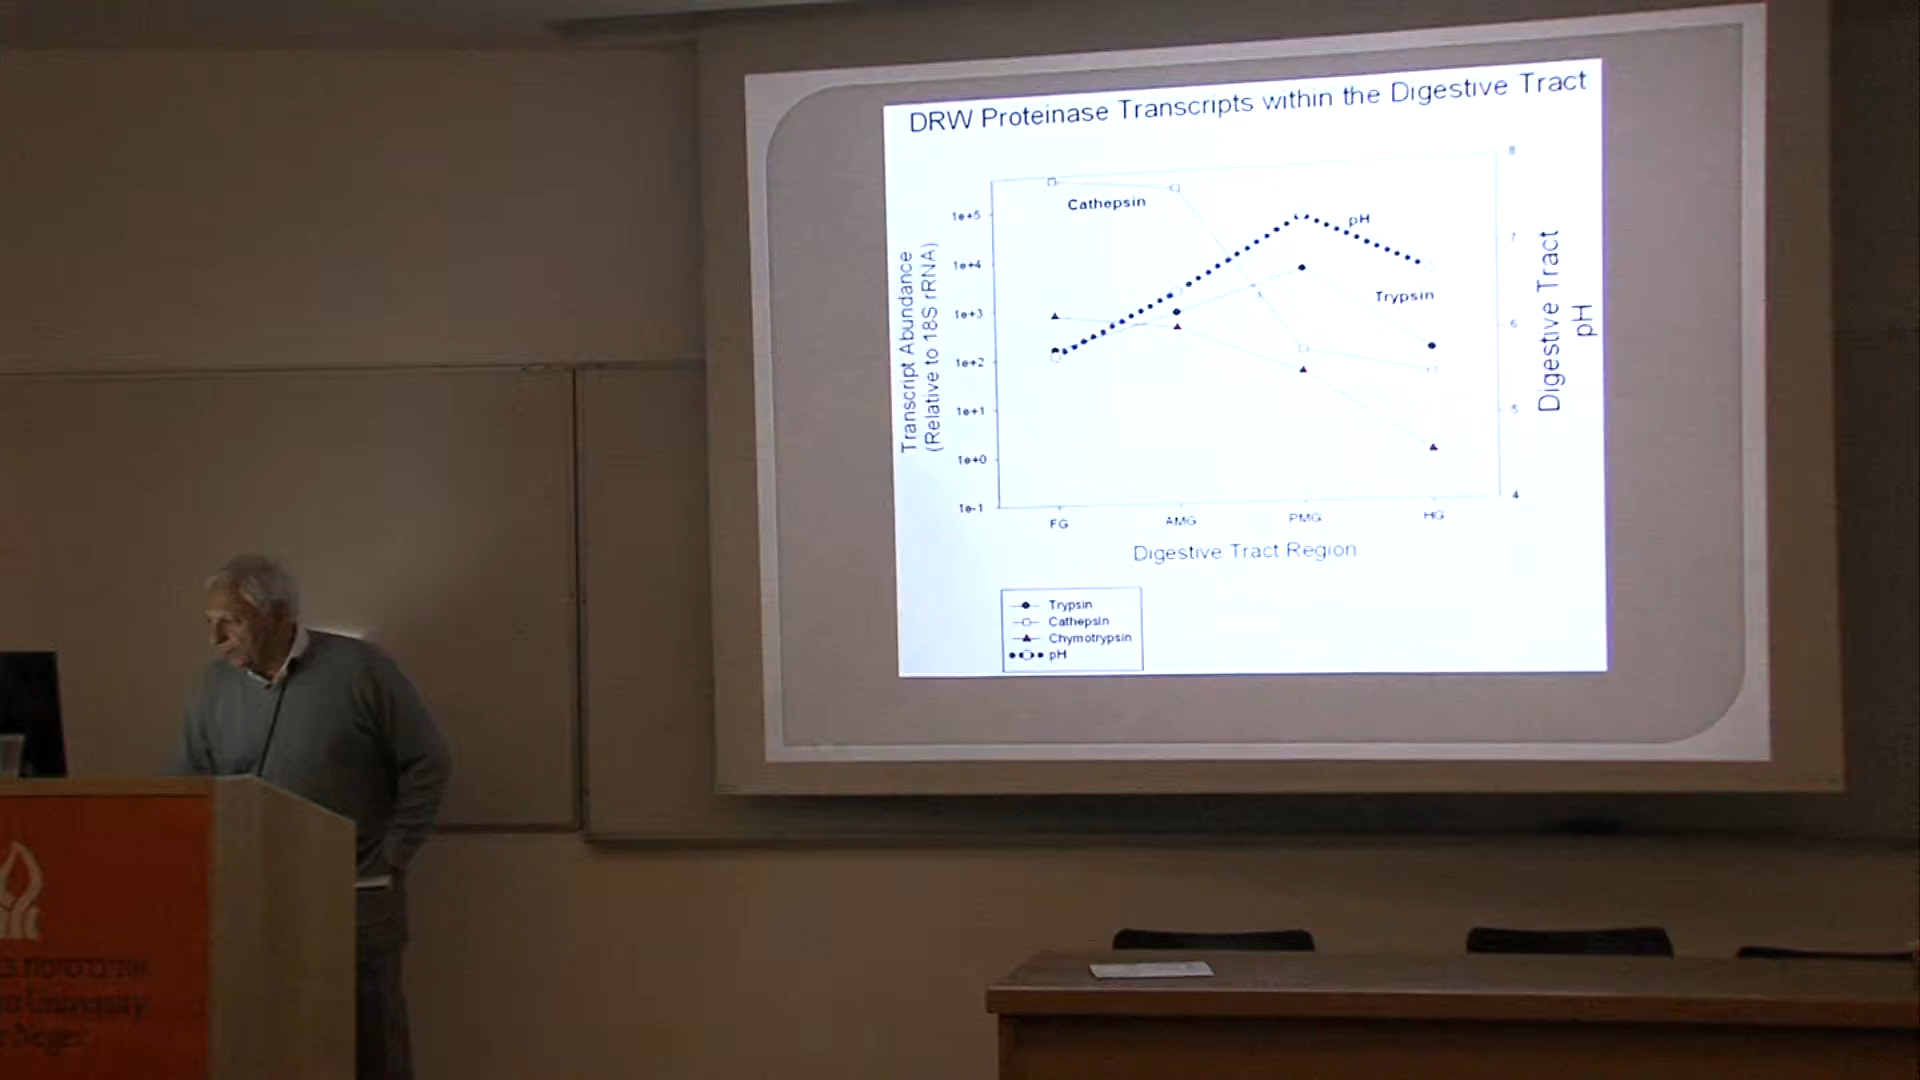 DRW Proteinase Transcripts within the Digestive Tract
Transcript Abundance
(Relative to 18S rRNA)
1e+5
1e+4
1e+3
1e+2
1e+1
1e+0
1e-1
Cathepsin
pH
Trypsin
8
7
6
5
4
Digestive Tract
pH
FG
AMG
PMG
HG
Digestive Tract Region
Trypsin
Cathepsin
Chymotrypsin
pH
University